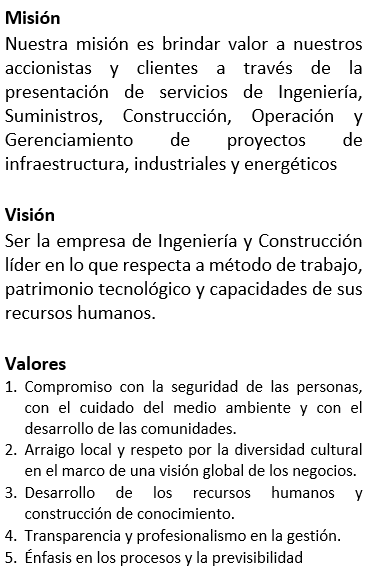 Misión
Nuestra misión es brindar valor a nuestros
accionistas y clientes a través de la
presentación de servicios de Ingeniería,
Suministros, Construcción, Operación y
Gerenciamiento de proyectos de
infraestructura, industriales y energéticos
Visión
Ser la empresa de Ingeniería y Construcción
líder en lo que respecta a método de trabajo,
patrimonio tecnológico y capacidades de sus
recursos humanos.
Valores
1. Compromiso con la seguridad de las personas,
con el cuidado del medio ambiente y con el
desarrollo de las comunidades.
2. Arraigo local y respeto por la diversidad cultural
en el marco de una visión global de los negocios.
3. Desarrollo de los recursos humanos y
construcción de conocimiento.
4. Transparencia y profesionalismo en la gestión.
5. Énfasis en los procesos y la previsibilidad